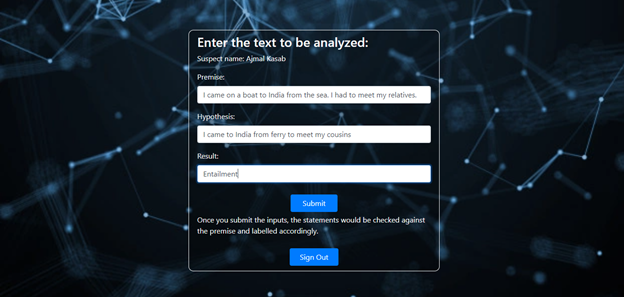 Enter the text to be analyzed:
Suspect name: Ajmal Kasab
Premise:
I came on a boat to India from the sea. I had to meet my relatives.
Hypothesis:
I came to India from ferry to meet my cousins
Result:
Entailment
Submit
Once you submit the inputs, the statements would be checked against
the premise and labelled accordingly.
Sign Out